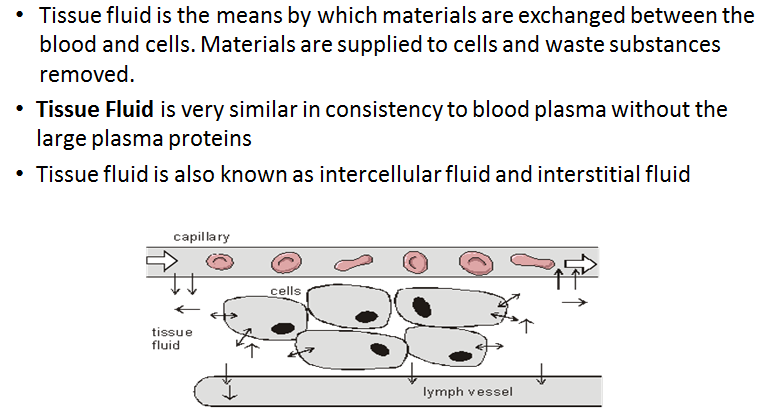 • Tissue fluid is the means by which materials are exchanged between the
blood and cells. Materials are supplied to cells and waste substances
removed.
• Tissue Fluid is very similar in consistency to blood plasma without the
large plasma proteins
• Tissue fluid is also known as intercellular fluid and interstitial fluid
capillary
cells
tissue
fluid
lymph vessel